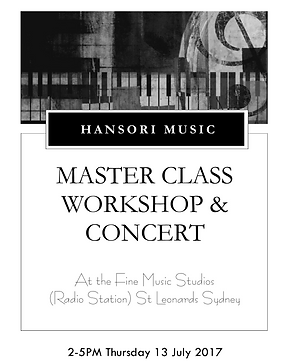 HANSORI MUSIC
MASTER CLASS
WORKSHOP &
CONCERT
At the Fine Music Studios
(Radio Station) St Leonards Sydney
2-5PM Thursday 13 July 2017